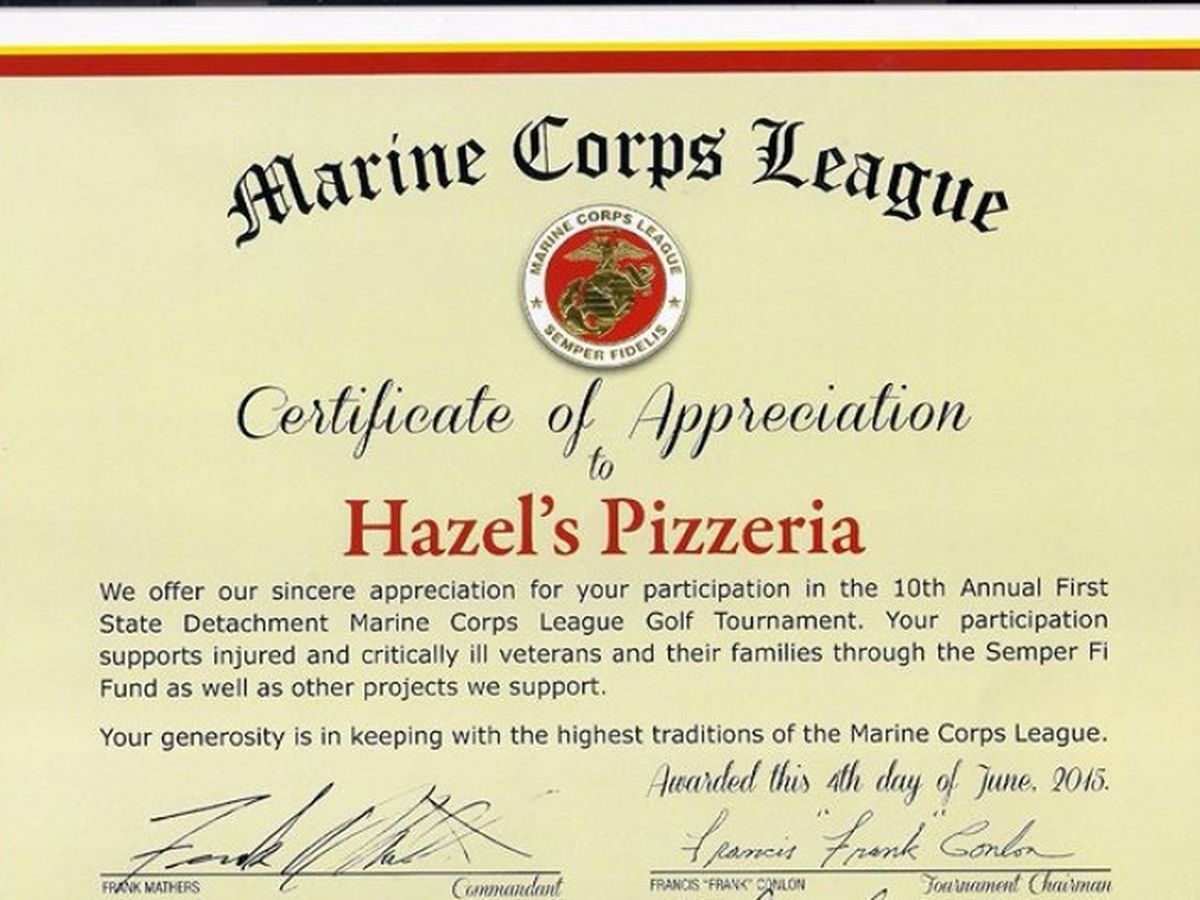 Marine Corps League
MARINE CORPS LEAGUE
SEMPER FIDELIS
Certificate of Appreciation
to
Hazel's Pizzeria
We offer our sincere appreciation for your participation in the 10th Annual First
State Detachment Marine Corps League Golf Tournament. Your participation
supports injured and critically ill veterans and their families through the Semper Fi
Fund as well as other projects we support.
Your generosity is in keeping with the highest traditions of the Marine Corps League.
Awarded this 4th day of June, 2015.
Francis "Frank" Conlon
FRANK MATHERS Commandant
FRANCIS "FRANK" CONLON Tournament Chairman